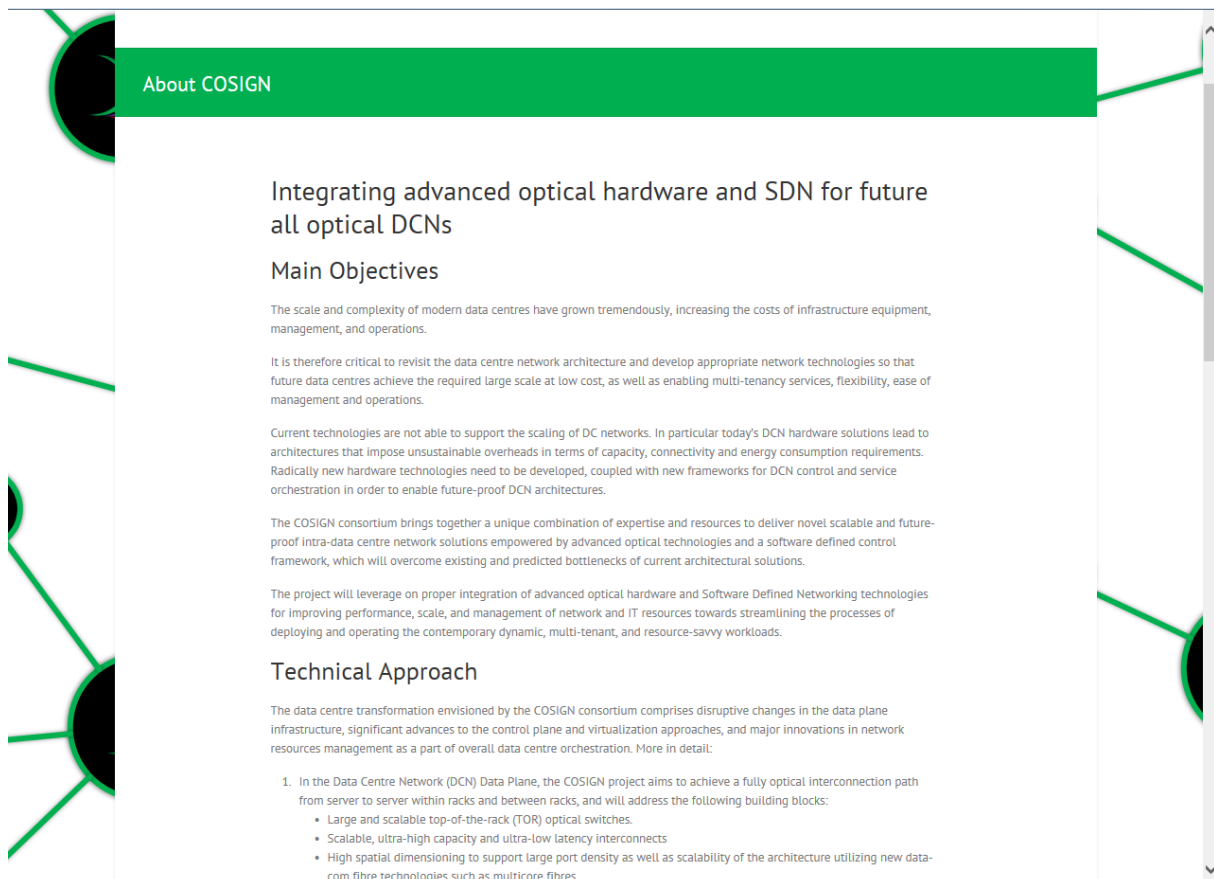 About COSIGN
Integrating advanced optical hardware and SDN for future
all optical DCNs
Main Objectives
The scale and complexity of modern data centres have grown tremendously, increasing the costs of infrastructure equipment,
management, and operations.
It is therefore critical to revisit the data centre network architecture and develop appropriate network technologies so that
future data centres achieve the required large scale at low cost, as well as enabling multi-tenancy services, flexibility, ease of
management and operations.
Current technologies are not able to support the scaling of DC networks. In particular today's DCN hardware solutions lead to
architectures that impose unsustainable overheads in terms of capacity, connectivity and energy consumption requirements.
Radically new hardware technologies need to be developed, coupled with new frameworks for DCN control and service
orchestration in order to enable future-proof DCN architectures.
The COSIGN consortium brings together a unique combination of expertise and resources to deliver novel scalable and future-
proof intra-data centre network solutions empowered by advanced optical technologies and a software defined control
framework, which will overcome existing and predicted bottlenecks of current architectural solutions.
The project will leverage on proper integration of advanced optical hardware and Software Defined Networking technologies
for improving performance, scale, and management of network and IT resources towards streamlining the processes of
deploying and operating the contemporary dynamic, multi-tenant, and resource-savvy workloads.
Technical Approach
The data centre transformation envisioned by the COSIGN consortium comprises disruptive changes in the data plane
infrastructure, significant advances to the control plane and virtualization approaches, and major innovations in network
resources management as a part of overall data centre orchestration. More in detail:
1. In the Data Centre Network (DCN) Data Plane, the COSIGN project aims to achieve a fully optical interconnection path
from server to server within racks and between racks, and will address the following building blocks:
• Large and scalable top-of-the-rack (TOR) optical switches.
• Scalable, ultra-high capacity and ultra-low latency interconnects
• High spatial dimensioning to support large port density as well as scalability of the architecture utilizing new data-
com fibre technologies such as multicore fibres